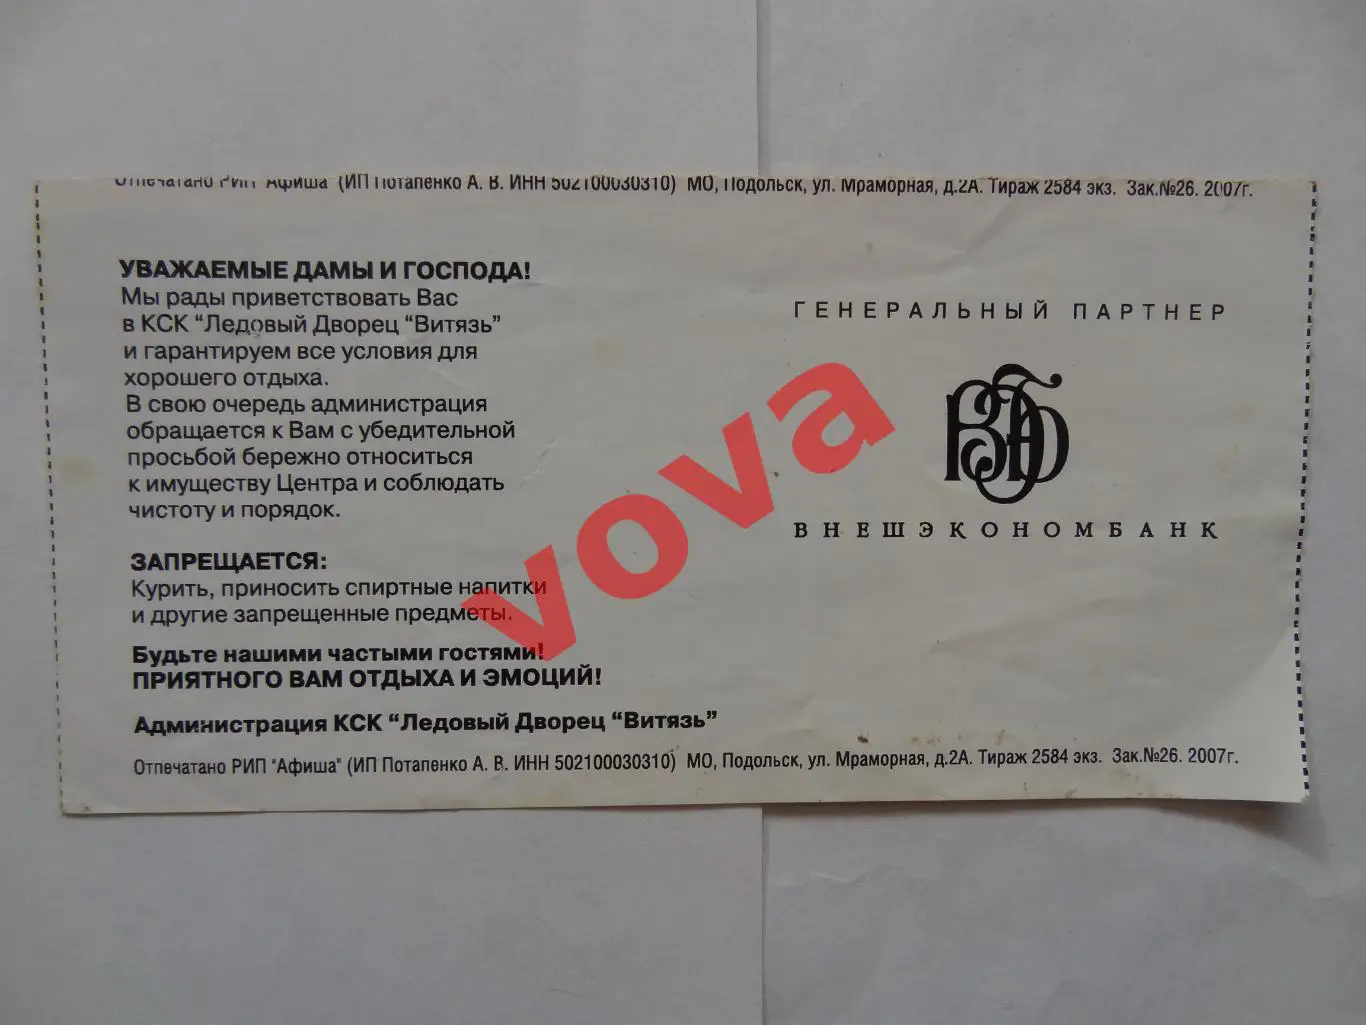 Отпечатано РИП "Афиша" (ИП Потапенко А. В. ИНН 502100030310) МО, Подольск, ул. Мраморная, д.2А. Тираж 2584 экз. Зак.№26. 2007г.
УВАЖАЕМЫЕ ДАМЫ И ГОСПОДА!
Мы рады приветствовать Вас
в КСК “Ледовый Дворец “Витязь”
и гарантируем все условия для
хорошего отдыха.
В свою очередь администрация
обращается к Вам с убедительной
просьбой бережно относиться
к имуществу Центра и соблюдать
чистоту и порядок.
ЗАПРЕЩАЕТСЯ:
Курить, приносить спиртные напитки
и другие запрещенные предметы.
Будьте нашими частыми гостями!
ПРИЯТНОГО ВАМ ОТДЫХА И ЭМОЦИЙ!
Администрация КСК “Ледовый Дворец “Витязь”
Отпечатано РИП "Афиша" (ИП Потапенко А. В. ИНН 502100030310) МО, Подольск, ул. Мраморная, д.2А. Тираж 2584 экз. Зак.№26. 2007г.
ГЕНЕРАЛЬНЫЙ ПАРТНЕР
ВЭБ
ВНЕШЭКОНОМБАНК
vova